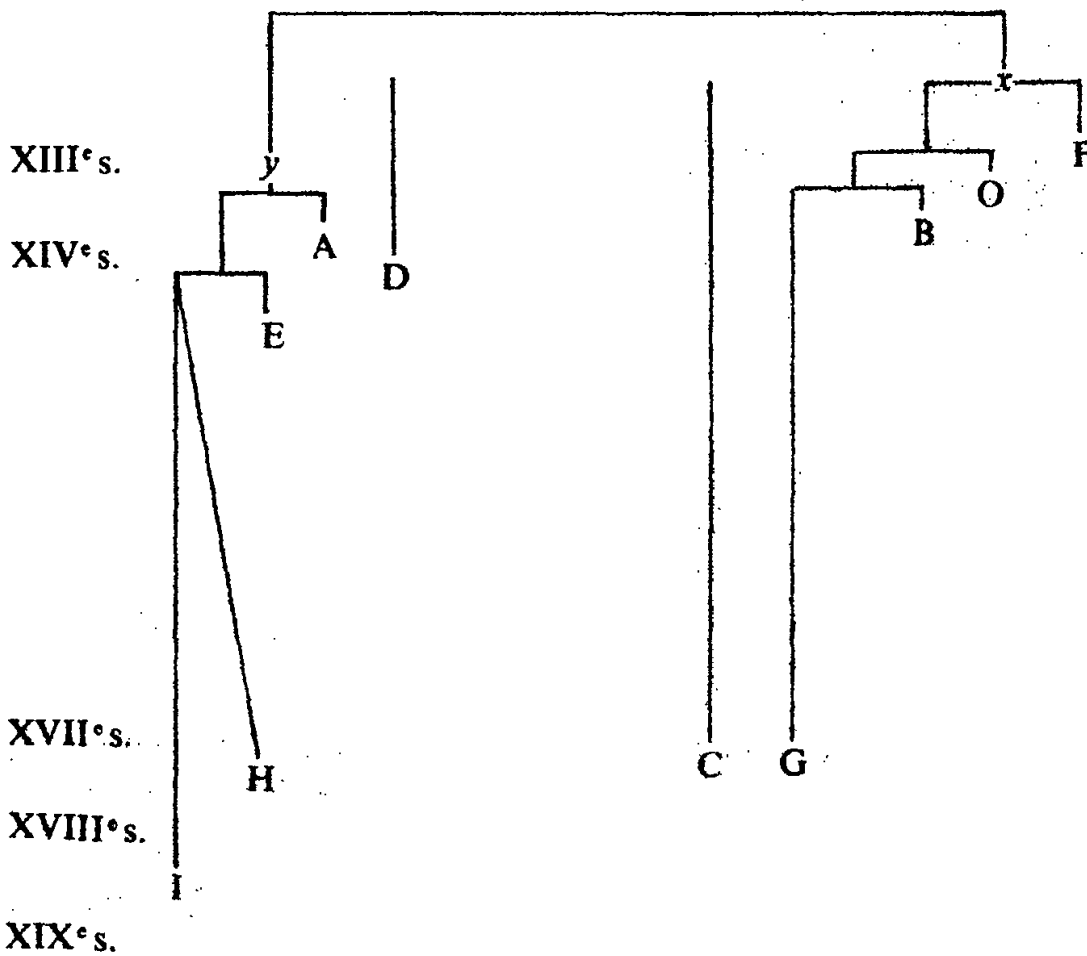 x
XIIIᵉ s.
y
F
O
A
B
XIVᵉ s.
D
E
XVIIᵉ s.
H
C
G
XVIIIᵉ s.
I
XIXᵉ s.